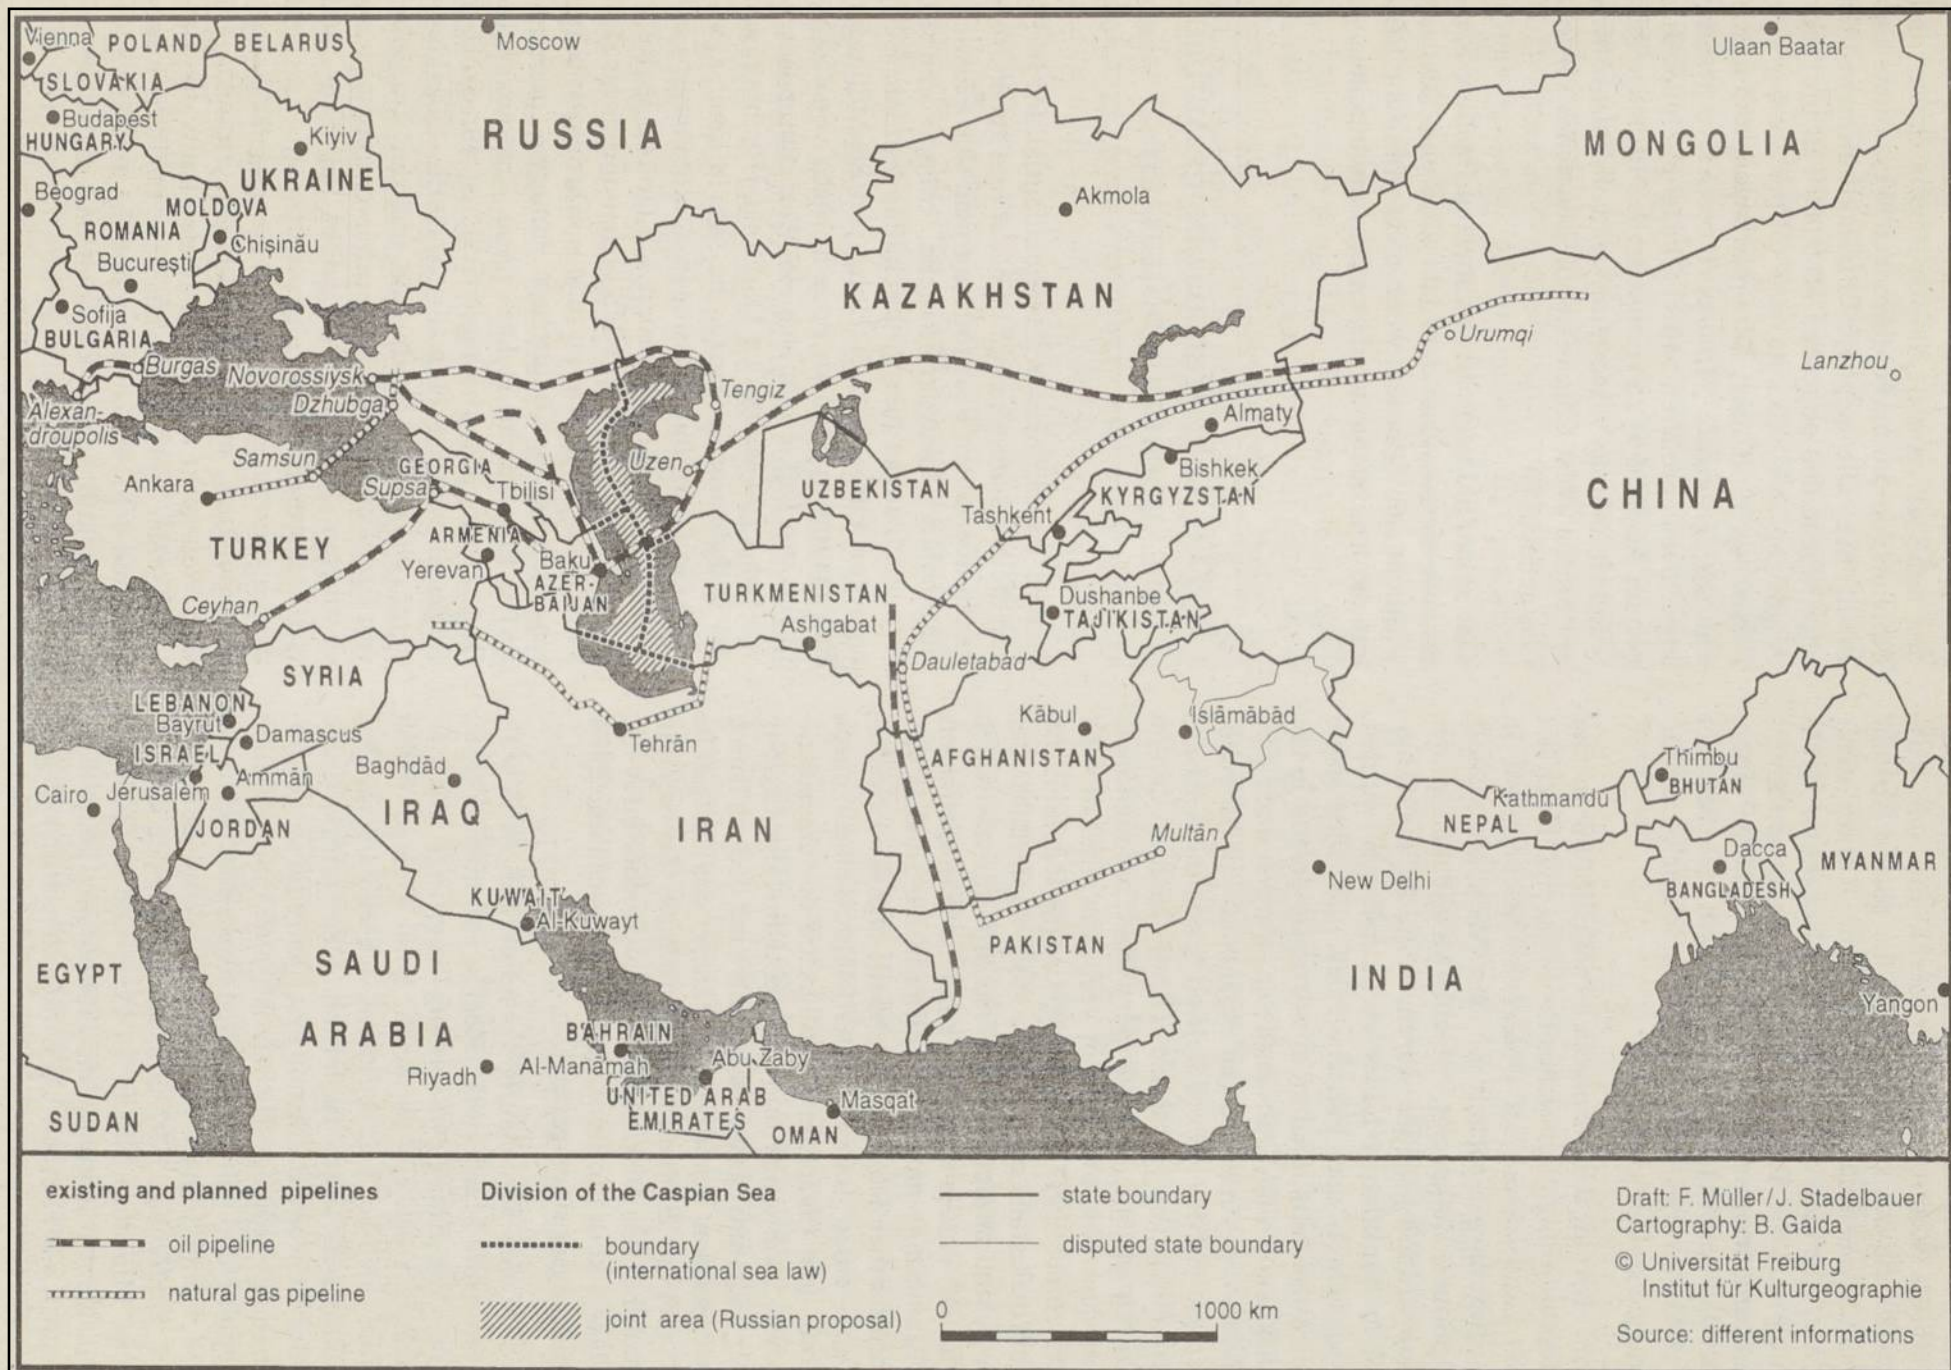 Vienna
POLAND
BELARUS
Moscow
Ulaan Baatar
SLOVAKIA
Budapest
HUNGARY
Kiyiv
RUSSIA
MONGOLIA
UKRAINE
Beograd
MOLDOVA
Akmola
ROMANIA
Chişinău
Bucureşti
KAZAKHSTAN
Sofija
BULGARIA
Urumqi
Burgas
Novorossiysk
Lanzhou
Tengiz
Dzhubga
Alexan-
droupolis
Almaty
Samsun
GEORGIA
Uzen
Bishkek
Ankara
Supsa
Tbilisi
UZBEKISTAN
KYRGYZSTAN
CHINA
Tashkent
TURKEY
ARMENIA
Yerevan
Baku
AZER-
BAIJAN
TURKMENISTAN
Dushanbe
TAJIKISTAN
Ceyhan
Ashgabat
Dauletabad
SYRIA
LEBANON
Bayrut
Damascus
Kābul
Islāmābād
Tehrān
ISRAEL
AFGHANISTAN
Thimbu
BHUTAN
Baghdād
Cairo
Jerusalem
Ammān
IRAQ
Kathmandu
NEPAL
JORDAN
IRAN
Multān
Dacca
MYANMAR
New Delhi
BANGLADESH
KUWAIT
Al-Kuwayt
PAKISTAN
EGYPT
SAUDI
ARABIA
INDIA
Yangon
BAHRAIN
Al-Manāmah
Abu Zaby
Riyadh
UNITED ARAB
EMIRATES
Masqat
OMAN
SUDAN
existing and planned pipelines
oil pipeline
natural gas pipeline
Division of the Caspian Sea
boundary
(international sea law)
joint area (Russian proposal)
state boundary
disputed state boundary
0 1000 km
Draft: F. Müller/J. Stadelbauer
Cartography: B. Gaida
© Universität Freiburg
Institut für Kulturgeographie
Source: different informations